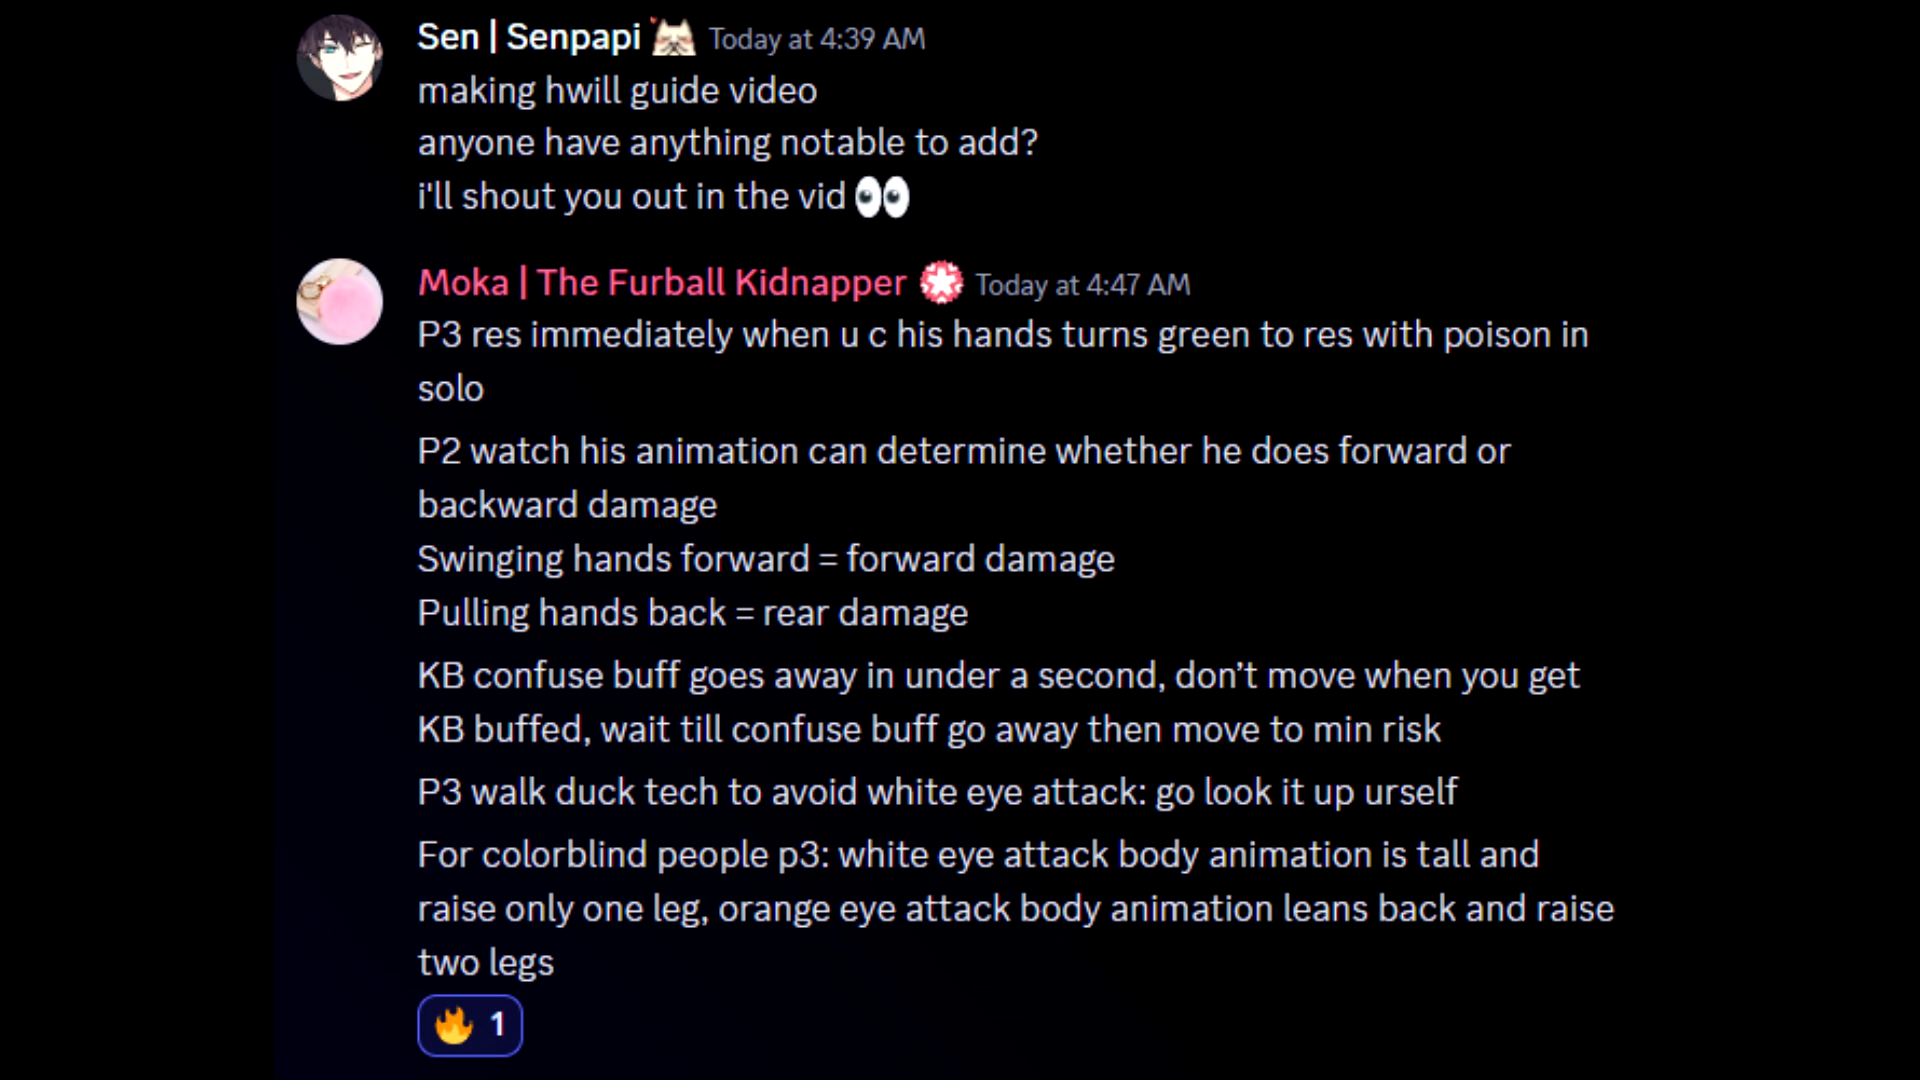 Sen | Senpapi Today at 4:39 AM
making hwill guide video
anyone have anything notable to add?
i'll shout you out in the vid 👀
Moka | The Furball Kidnapper Today at 4:47 AM
P3 res immediately when u c his hands turns green to res with poison in
solo
P2 watch his animation can determine whether he does forward or
backward damage
Swinging hands forward = forward damage
Pulling hands back = rear damage
KB confuse buff goes away in under a second, don’t move when you get
KB buffed, wait till confuse buff go away then move to min risk
P3 walk duck tech to avoid white eye attack: go look it up urself
For colorblind people p3: white eye attack body animation is tall and
raise only one leg, orange eye attack body animation leans back and raise
two legs
🔥 1